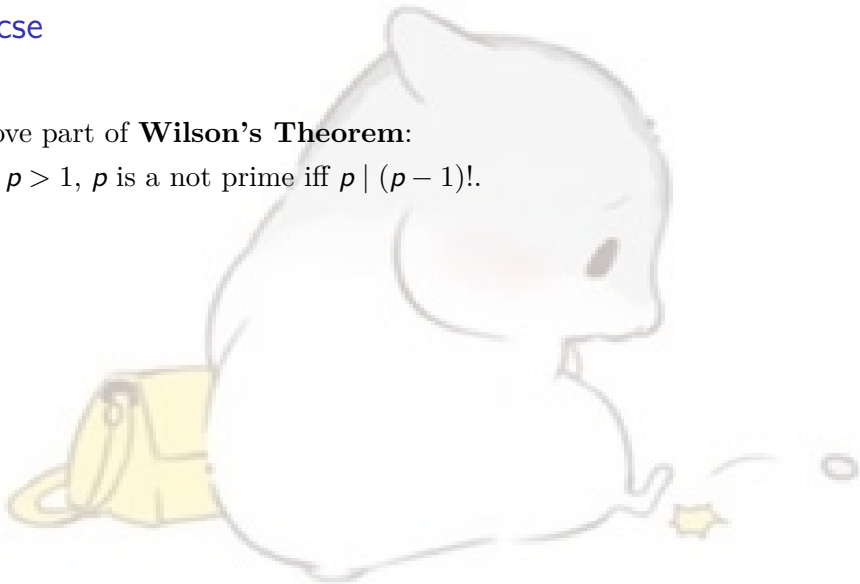 cse
ove part of Wilson's Theorem:
p > 1, p is a not prime iff p | (p − 1)!.